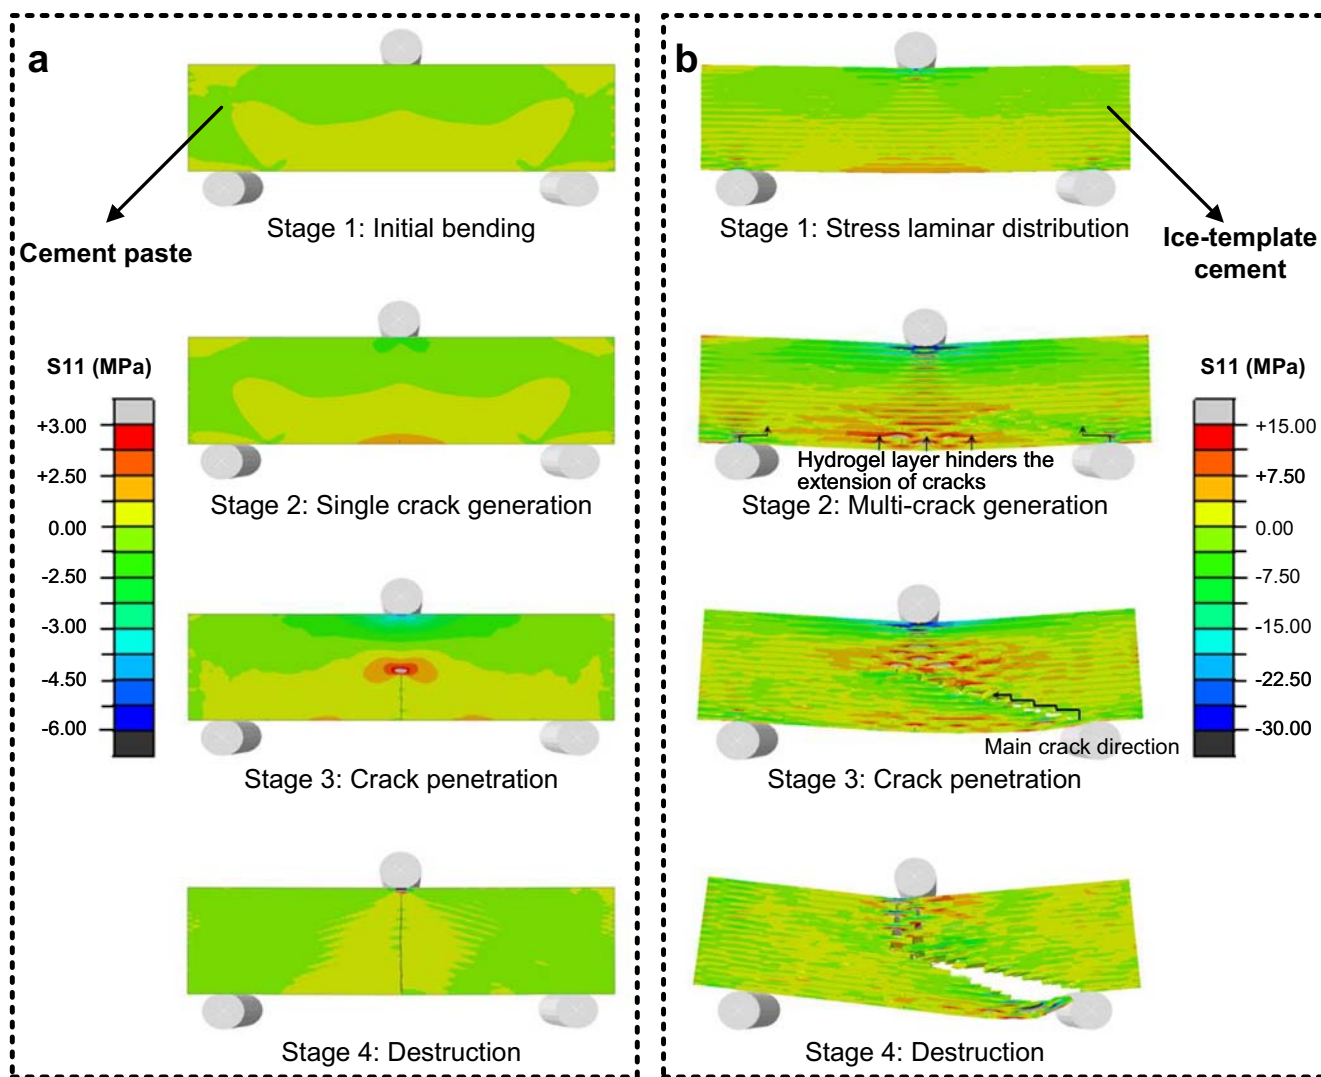 a
Stage 1: Initial bending
Cement paste
S11 (MPa)
+3.00
+2.50
0.00
-2.50
-3.00
-4.50
-6.00
Stage 2: Single crack generation
Stage 3: Crack penetration
Stage 4: Destruction
b
Stage 1: Stress laminar distribution
Ice-template
cement
Hydrogel layer hinders the
extension of cracks
Stage 2: Multi-crack generation
S11 (MPa)
+15.00
+7.50
0.00
-7.50
-15.00
-22.50
-30.00
Main crack direction
Stage 3: Crack penetration
Stage 4: Destruction